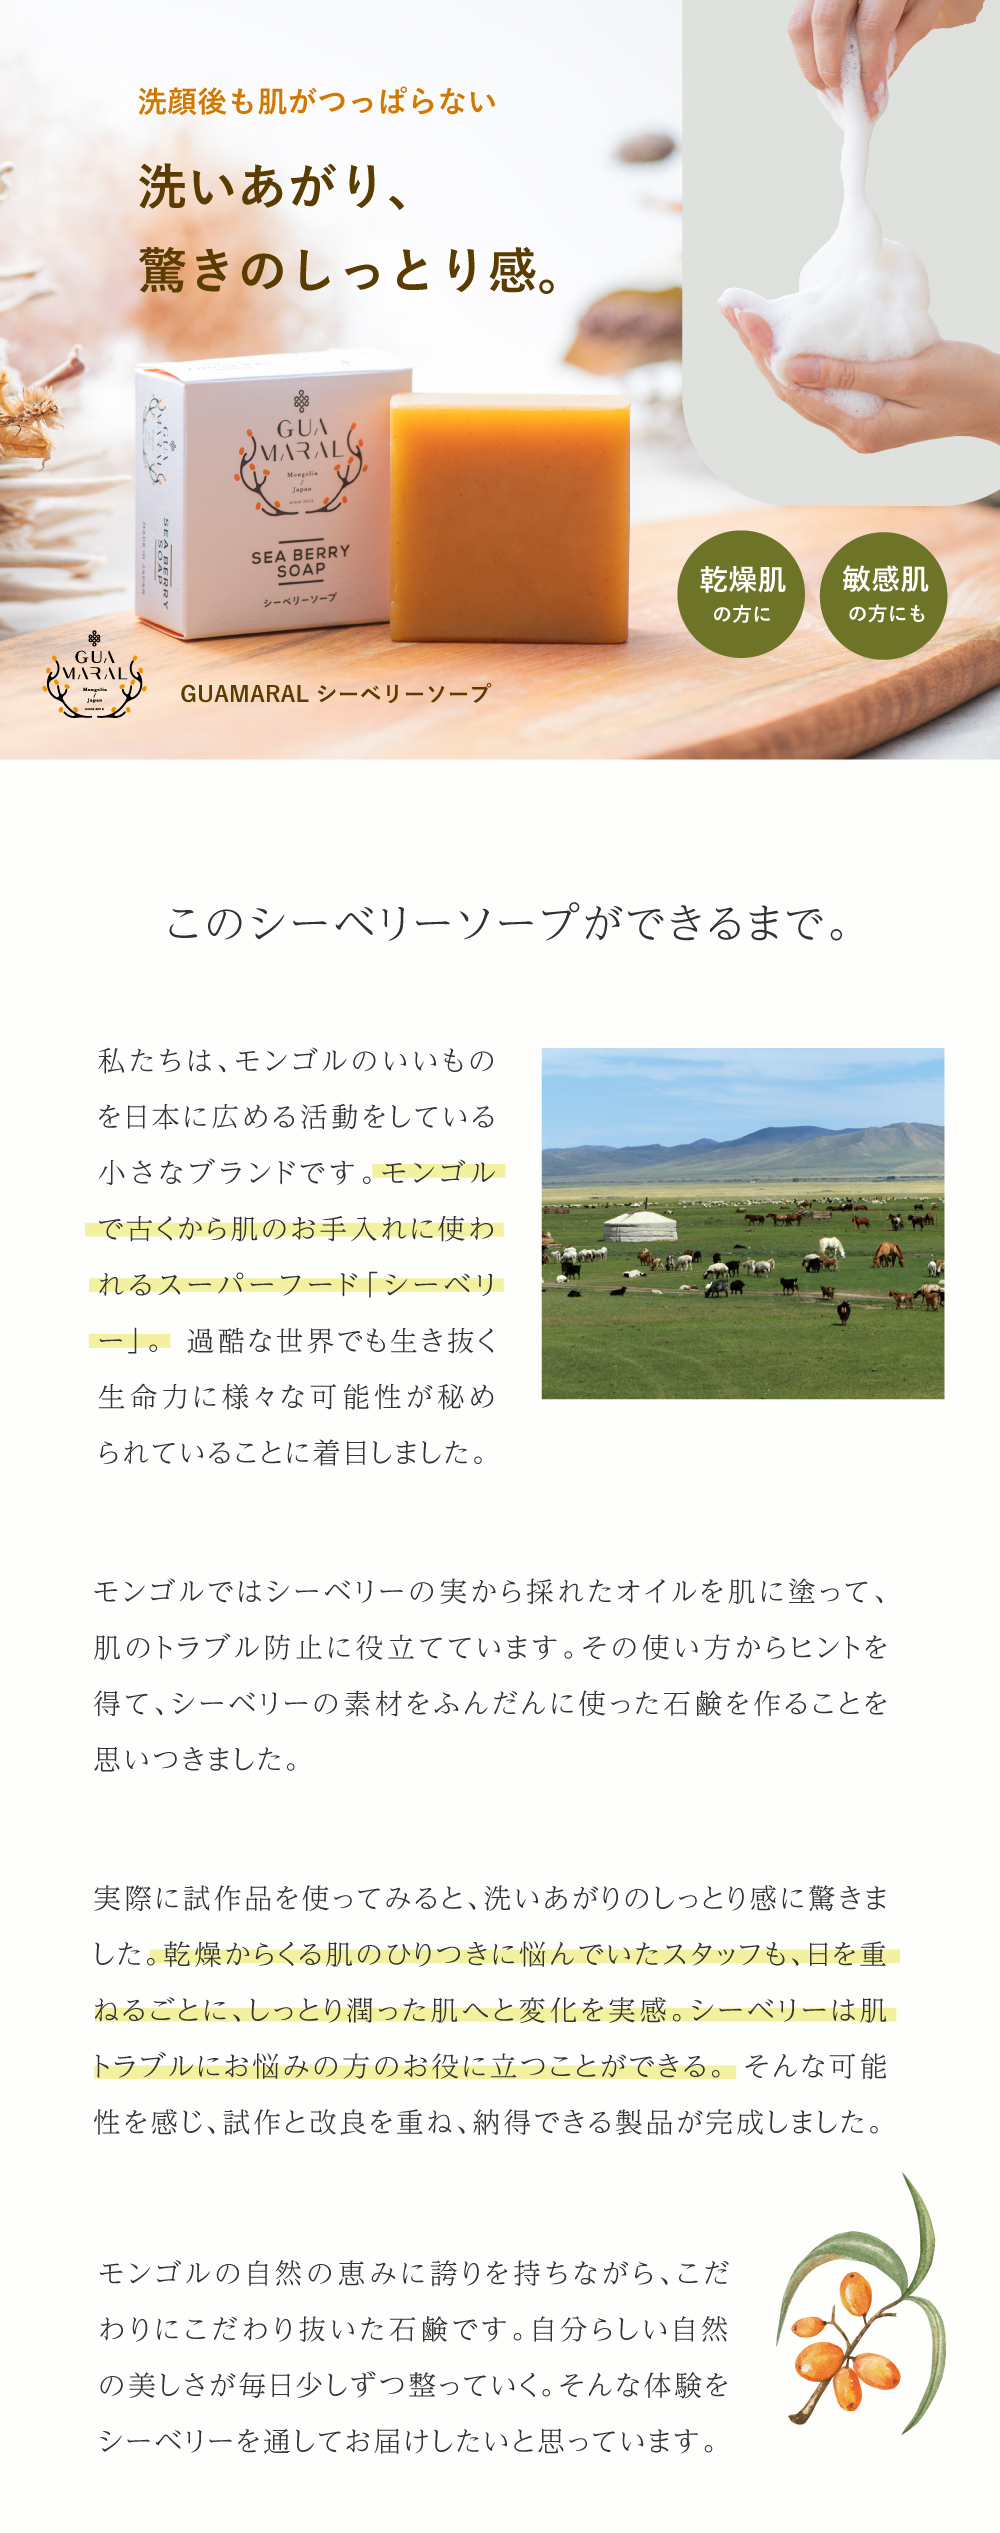 洗顔後も肌がつっぱらない
洗いあがり、
驚きのしっとり感。
GUA
MARAL
Mongolia
/
Japan
SEA BERRY
SOAP
シーベリーソープ
SEA BERRY
SOAP
MADE IN JAPAN
乾燥肌
の方に
敏感肌
の方にも
GUA
MARAL
Mongolia
/
Japan
GUAMARAL シーベリーソープ
このシーベリーソープができるまで。
私たちは、モンゴルのいいもの
を日本に広める活動をしている
小さなブランドです。モンゴル
で古くから肌のお手入れに使わ
れるスーパーフード「シーベリ
ー」。 過酷な世界でも生き抜く
生命力に様々な可能性が秘め
られていることに着目しました。
モンゴルではシーベリーの実から採れたオイルを肌に塗って、
肌のトラブル防止に役立てています。その使い方からヒントを
得て、シーベリーの素材をふんだんに使った石鹸を作ることを
思いつきました。
実際に試作品を使ってみると、洗いあがりのしっとり感に驚きま
した。乾燥からくる肌のひりつきに悩んでいたスタッフも、日を重
ねるごとに、しっとり潤った肌へと変化を実感。シーベリーは肌
トラブルにお悩みの方のお役に立つことができる。そんな可能
性を感じ、試作と改良を重ね、納得できる製品が完成しました。
モンゴルの自然の恵みに誇りを持ちながら、こだ
わりにこだわり抜いた石鹸です。自分らしい自然
の美しさが毎日少しずつ整っていく。そんな体験を
シーベリーを通してお届けしたいと思っています。